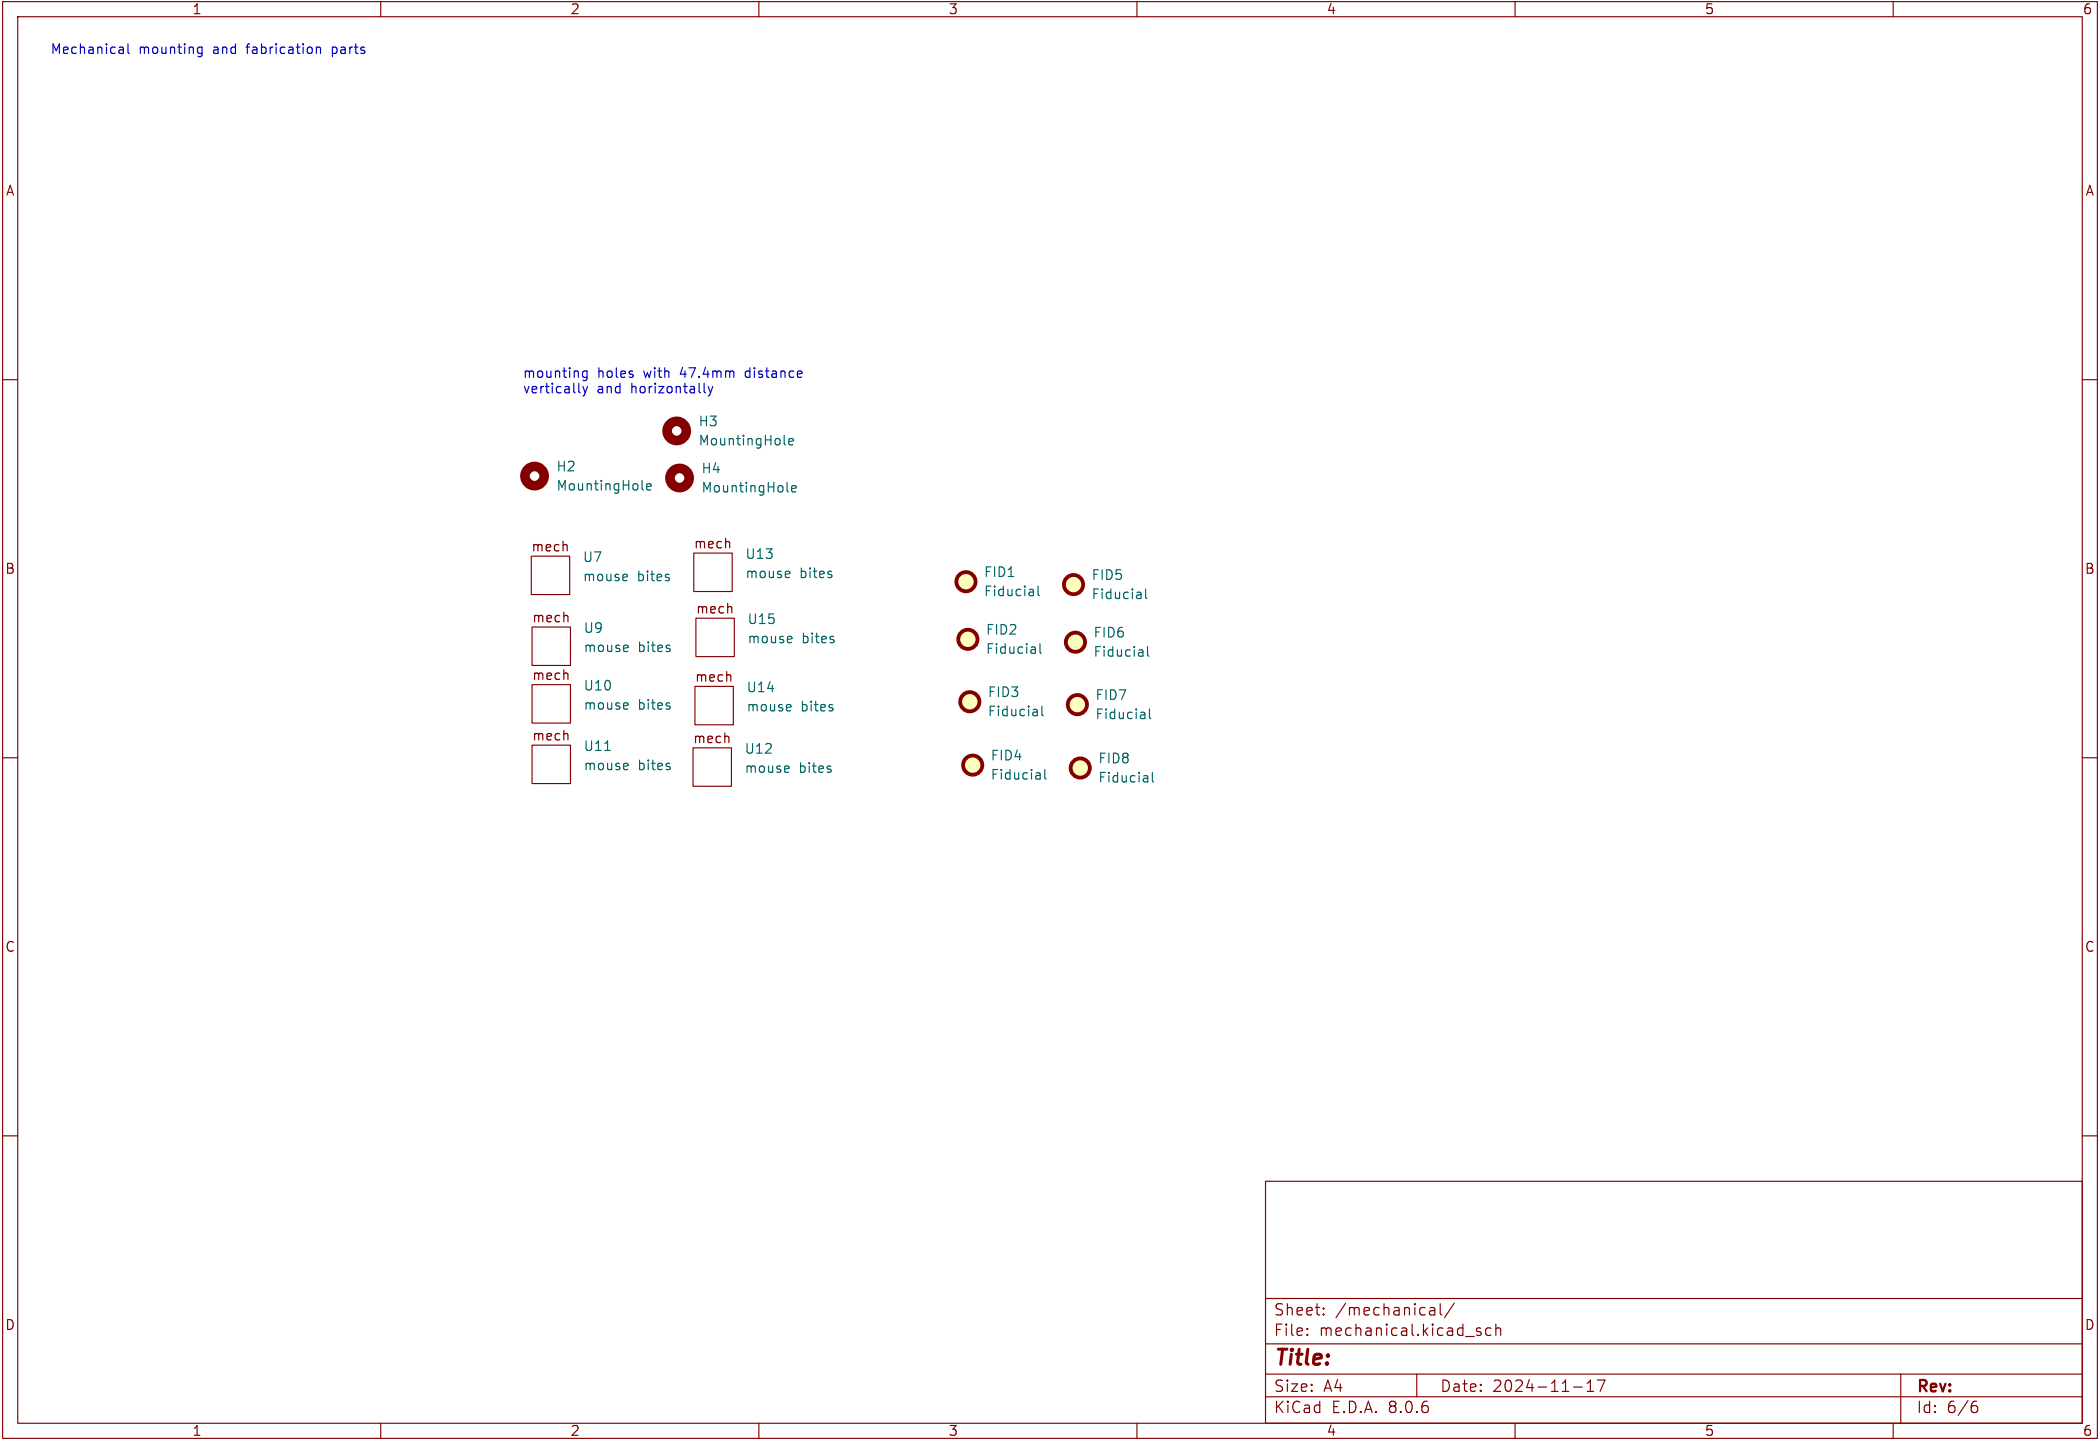 1 2 3 4 5 6
Mechanical mounting and fabrication parts
A A
mounting holes with 47.4mm distance
vertically and horizontally
H3
MountingHole
H2
MountingHole
H4
MountingHole
mech
U7
mouse bites
mech
U13
mouse bites
B B
FID1
Fiducial
FID5
Fiducial
mech
U9
mouse bites
mech
U15
mouse bites
FID2
Fiducial
FID6
Fiducial
mech
U10
mouse bites
mech
U14
mouse bites
FID3
Fiducial
FID7
Fiducial
mech
U11
mouse bites
mech
U12
mouse bites
FID4
Fiducial
FID8
Fiducial
C C
D D
Sheet: /mechanical/
File: mechanical.kicad_sch
Title:
Size: A4 Date: 2024-11-17 Rev:
KiCad E.D.A. 8.0.6 Id: 6/6
1 2 3 4 5 6